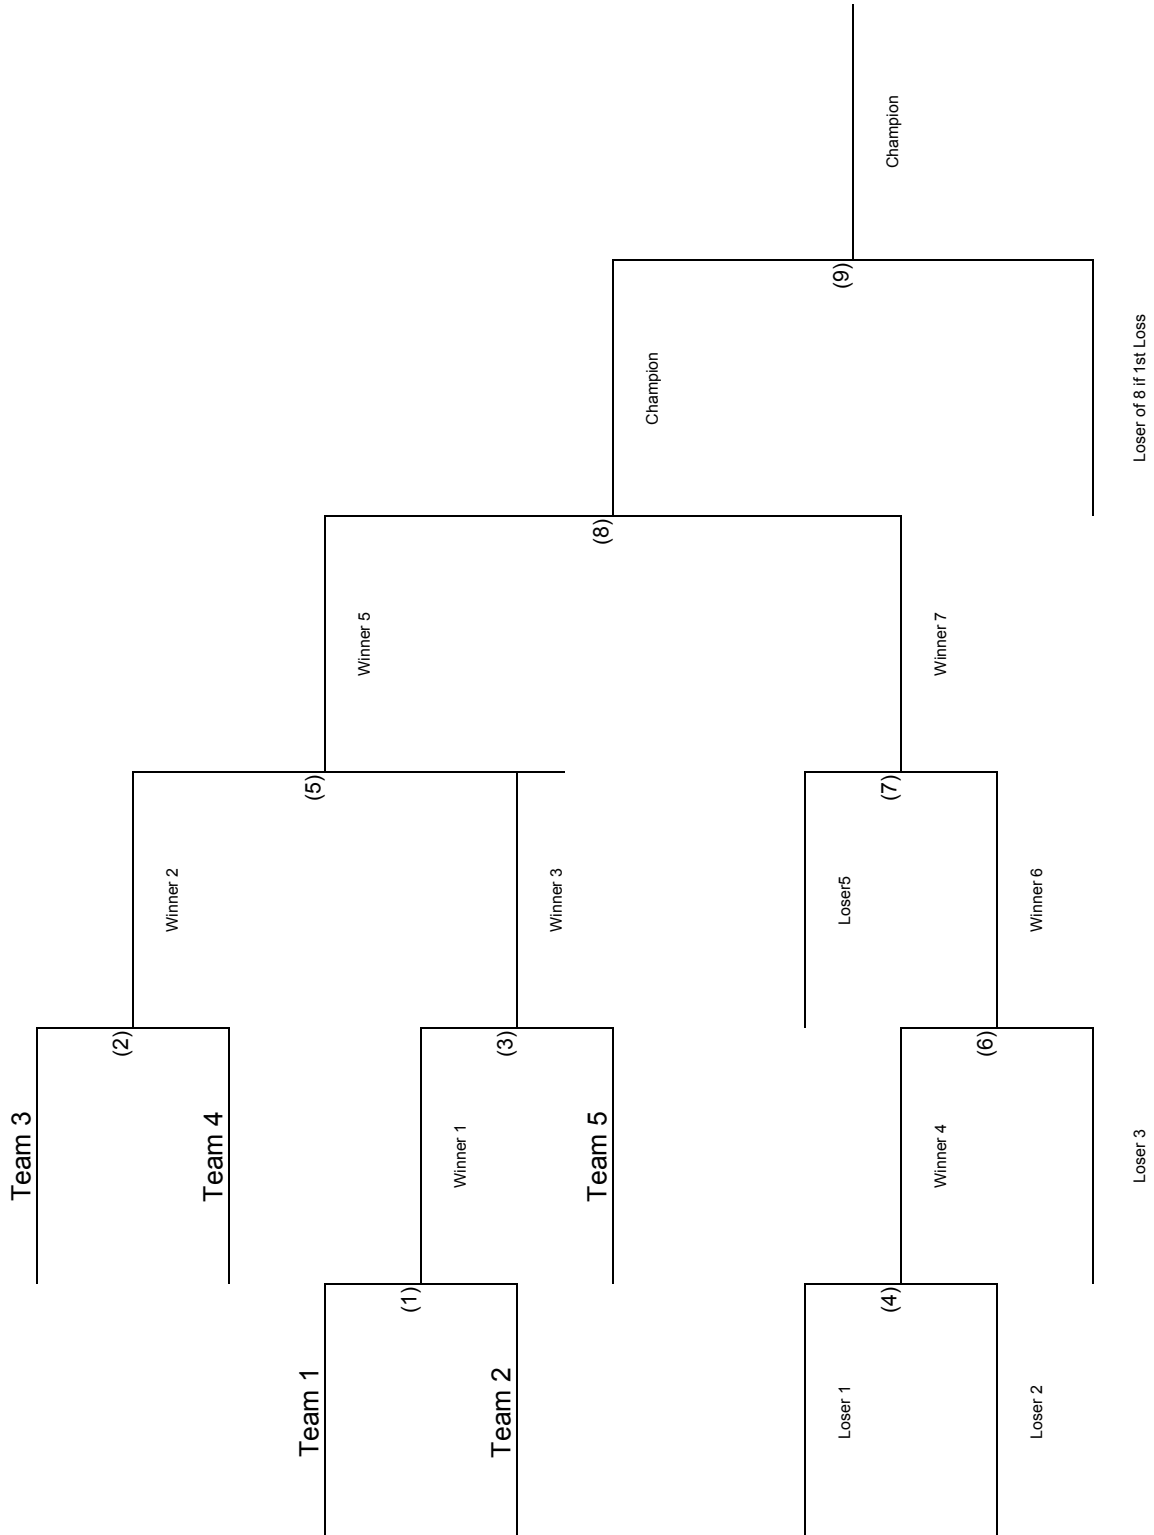 Team 3
(2)
Team 4
Winner 2
Team 1
(1)
Team 2
Winner 1
(3)
Team 5
Winner 3
(5)
Winner 5
(8)
Champion
(9)
Champion
Loser 1
(4)
Loser 2
Winner 4
(6)
Loser 3
Loser5
(7)
Winner 6
Winner 7
Loser of 8 if 1st Loss